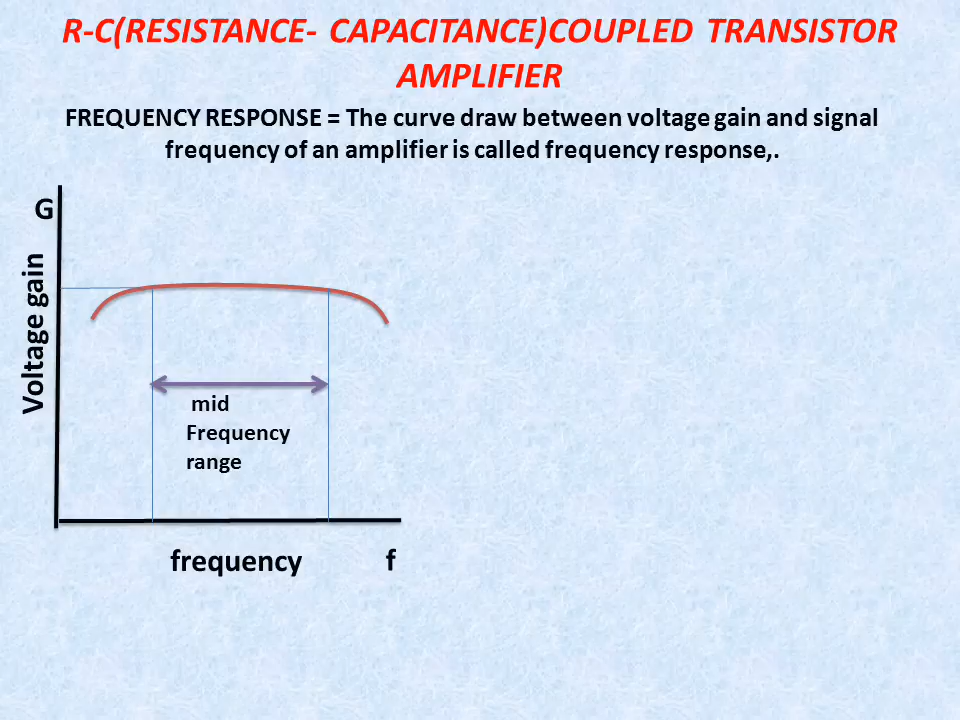 R-C(RESISTANCE- CAPACITANCE)COUPLED TRANSISTOR
AMPLIFIER
FREQUENCY RESPONSE = The curve draw between voltage gain and signal
frequency of an amplifier is called frequency response,.
G
Voltage gain
mid
Frequency
range
frequency
f